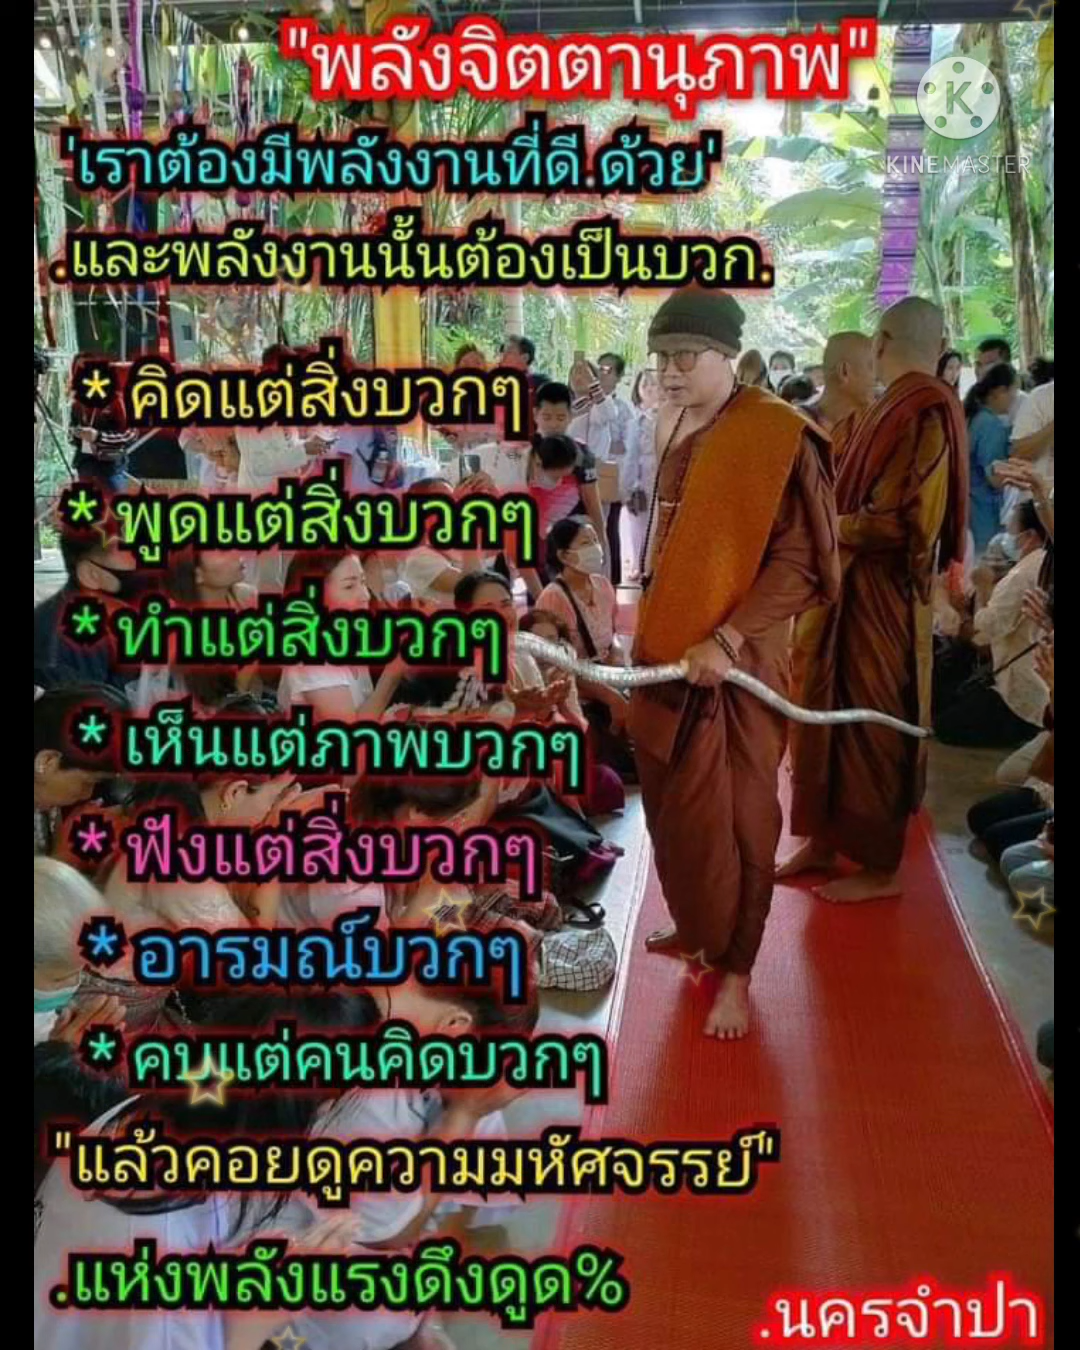 "พลังจิตตานุภาพ"
KINEMASTER
'เราต้องมีพลังงานที่ดี.ด้วย'
.และพลังงานนั้นต้องเป็นบวก.
* คิดแต่สิ่งบวกๆ
* พูดแต่สิ่งบวกๆ
* ทำแต่สิ่งบวกๆ
* เห็นแต่ภาพบวกๆ
* ฟังแต่สิ่งบวกๆ
* อารมณ์บวกๆ
* คบแต่คนคิดบวกๆ
"แล้วคอยดูความมหัศจรรย์"
.แห่งพลังแรงดึงดูด%
.นครจำปา